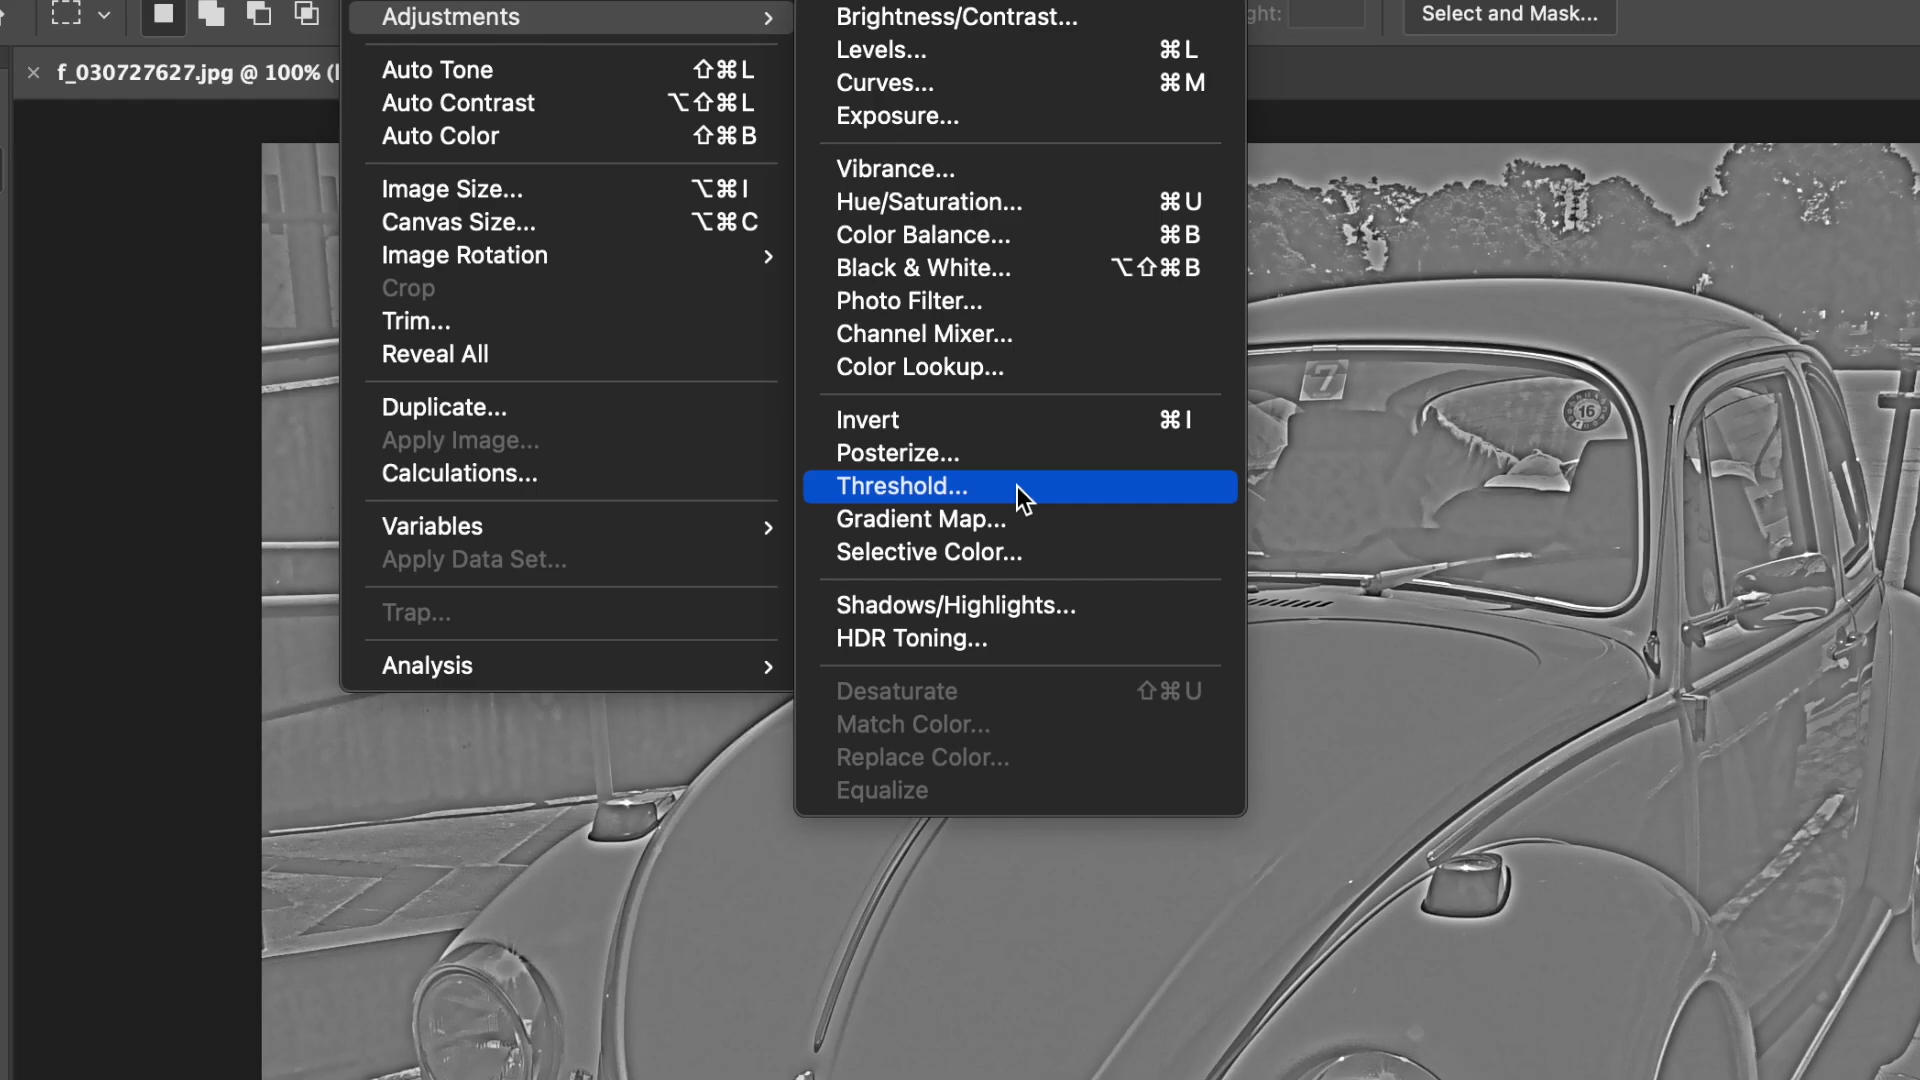 ght:
Select and Mask...
f_030727627.jpg @ 100% (
Adjustments
Auto Tone ⇧⌘L
Auto Contrast ⌥⇧⌘L
Auto Color ⇧⌘B
Image Size... ⌥⌘I
Canvas Size... ⌥⌘C
Image Rotation
Crop
Trim...
Reveal All
Duplicate...
Apply Image...
Calculations...
Variables
Apply Data Set...
Trap...
Analysis
Brightness/Contrast...
Levels... ⌘L
Curves... ⌘M
Exposure...
Vibrance...
Hue/Saturation... ⌘U
Color Balance... ⌘B
Black & White... ⌥⇧⌘B
Photo Filter...
Channel Mixer...
Color Lookup...
Invert ⌘I
Posterize...
Threshold...
Gradient Map...
Selective Color...
Shadows/Highlights...
HDR Toning...
Desaturate ⇧⌘U
Match Color...
Replace Color...
Equalize
7
16